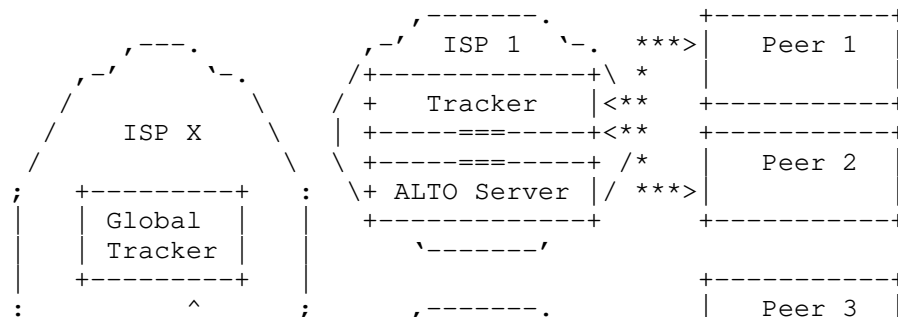 ISP 1
Peer 1
Tracker
ISP X
Peer 2
ALTO Server
Global
Tracker
Peer 3